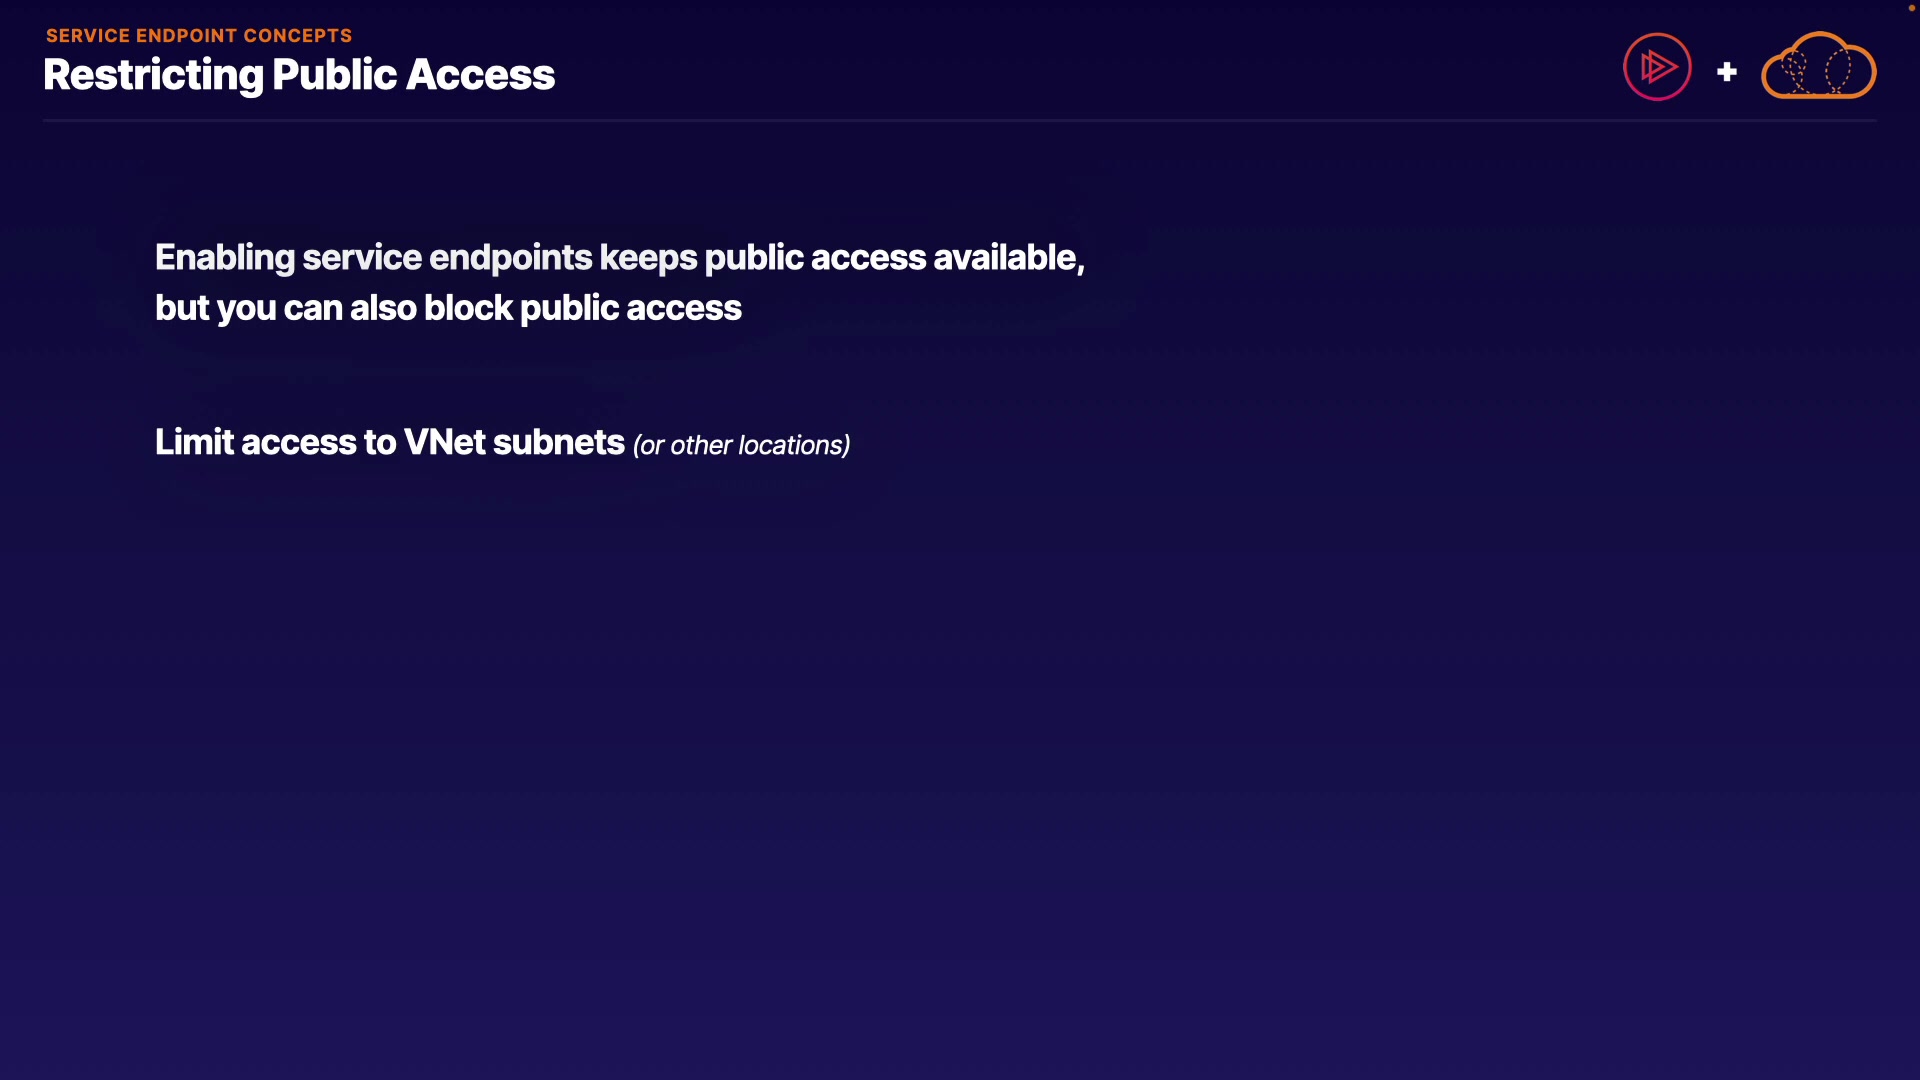 SERVICE ENDPOINT CONCEPTS
Restricting Public Access
Enabling service endpoints keeps public access available,
but you can also block public access
Limit access to VNet subnets (or other locations)